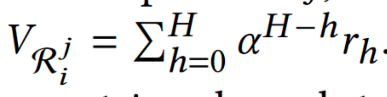 $V_{\mathcal{R}_i^j} = \sum_{h=0}^{H} \alpha^{H-h} r_h.$